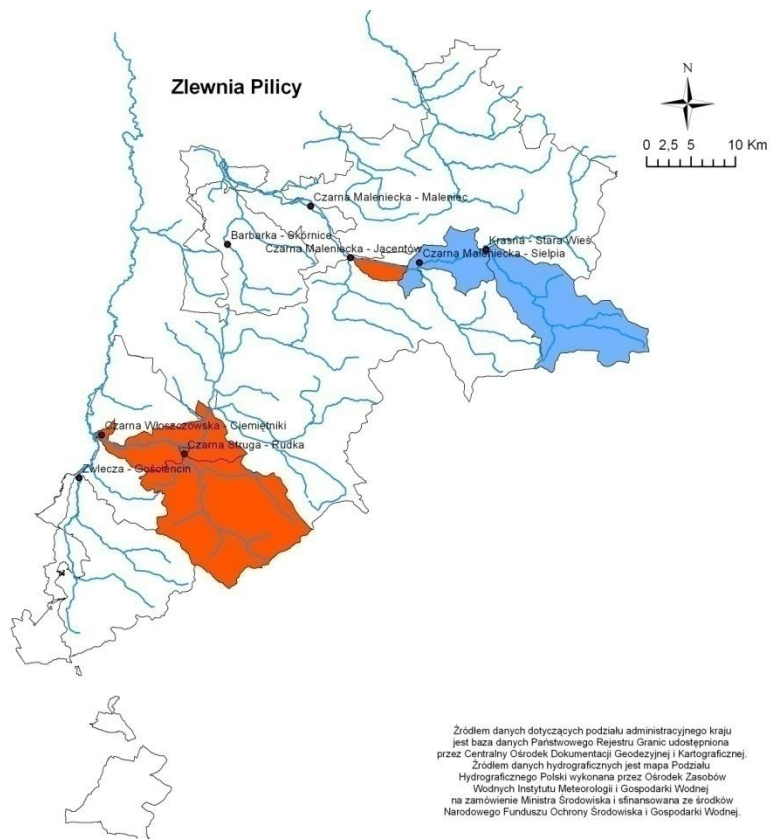 Zlewnia Pilicy
N
0 2,5 5 10 Km
Czarna Maleniecka - Maleniec
Barbarka - Skórnice
Krasna - Stara Wieś
Czarna Maleniecka - Jacentów
Czarna Maleniecka - Sielpia
Czarna Włoszczowska - Ciemiętniki
Czarna Struga - Rudka
Zwlecza - Gościencin
Źródłem danych dotyczących podziału administracyjnego kraju
jest baza danych Państwowego Rejestru Granic udostępniona
przez Centralny Ośrodek Dokumentacji Geodezyjnej i Kartograficznej.
Źródłem danych hydrograficznych jest mapa Podziału
Hydrograficznego Polski wykonana przez Ośrodek Zasobów
Wodnych Instytutu Meteorologii i Gospodarki Wodnej
na zamówienie Ministra Środowiska i sfinansowana ze środków
Narodowego Funduszu Ochrony Środowiska i Gospodarki Wodnej.